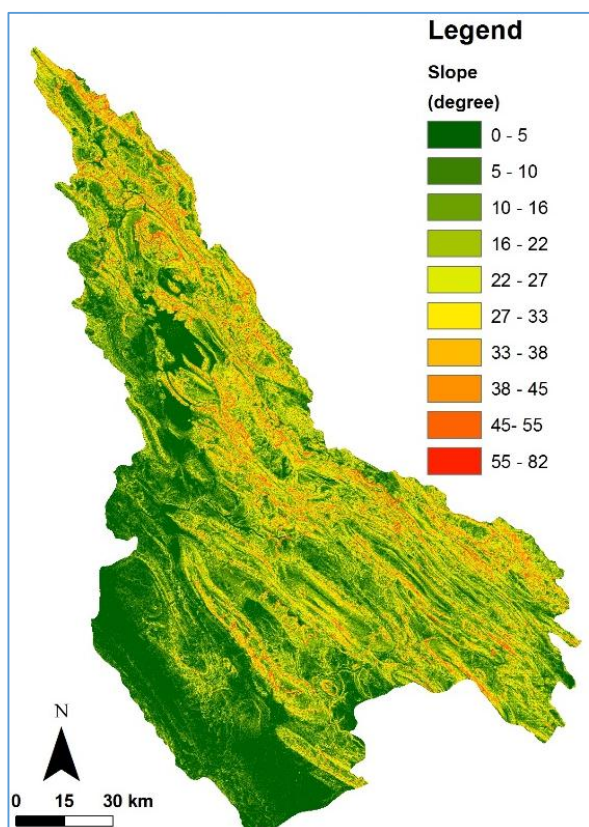 Legend
Slope
(degree)
0 - 5
5 - 10
10 - 16
16 - 22
22 - 27
27 - 33
33 - 38
38 - 45
45- 55
55 - 82
N
0 15 30 km